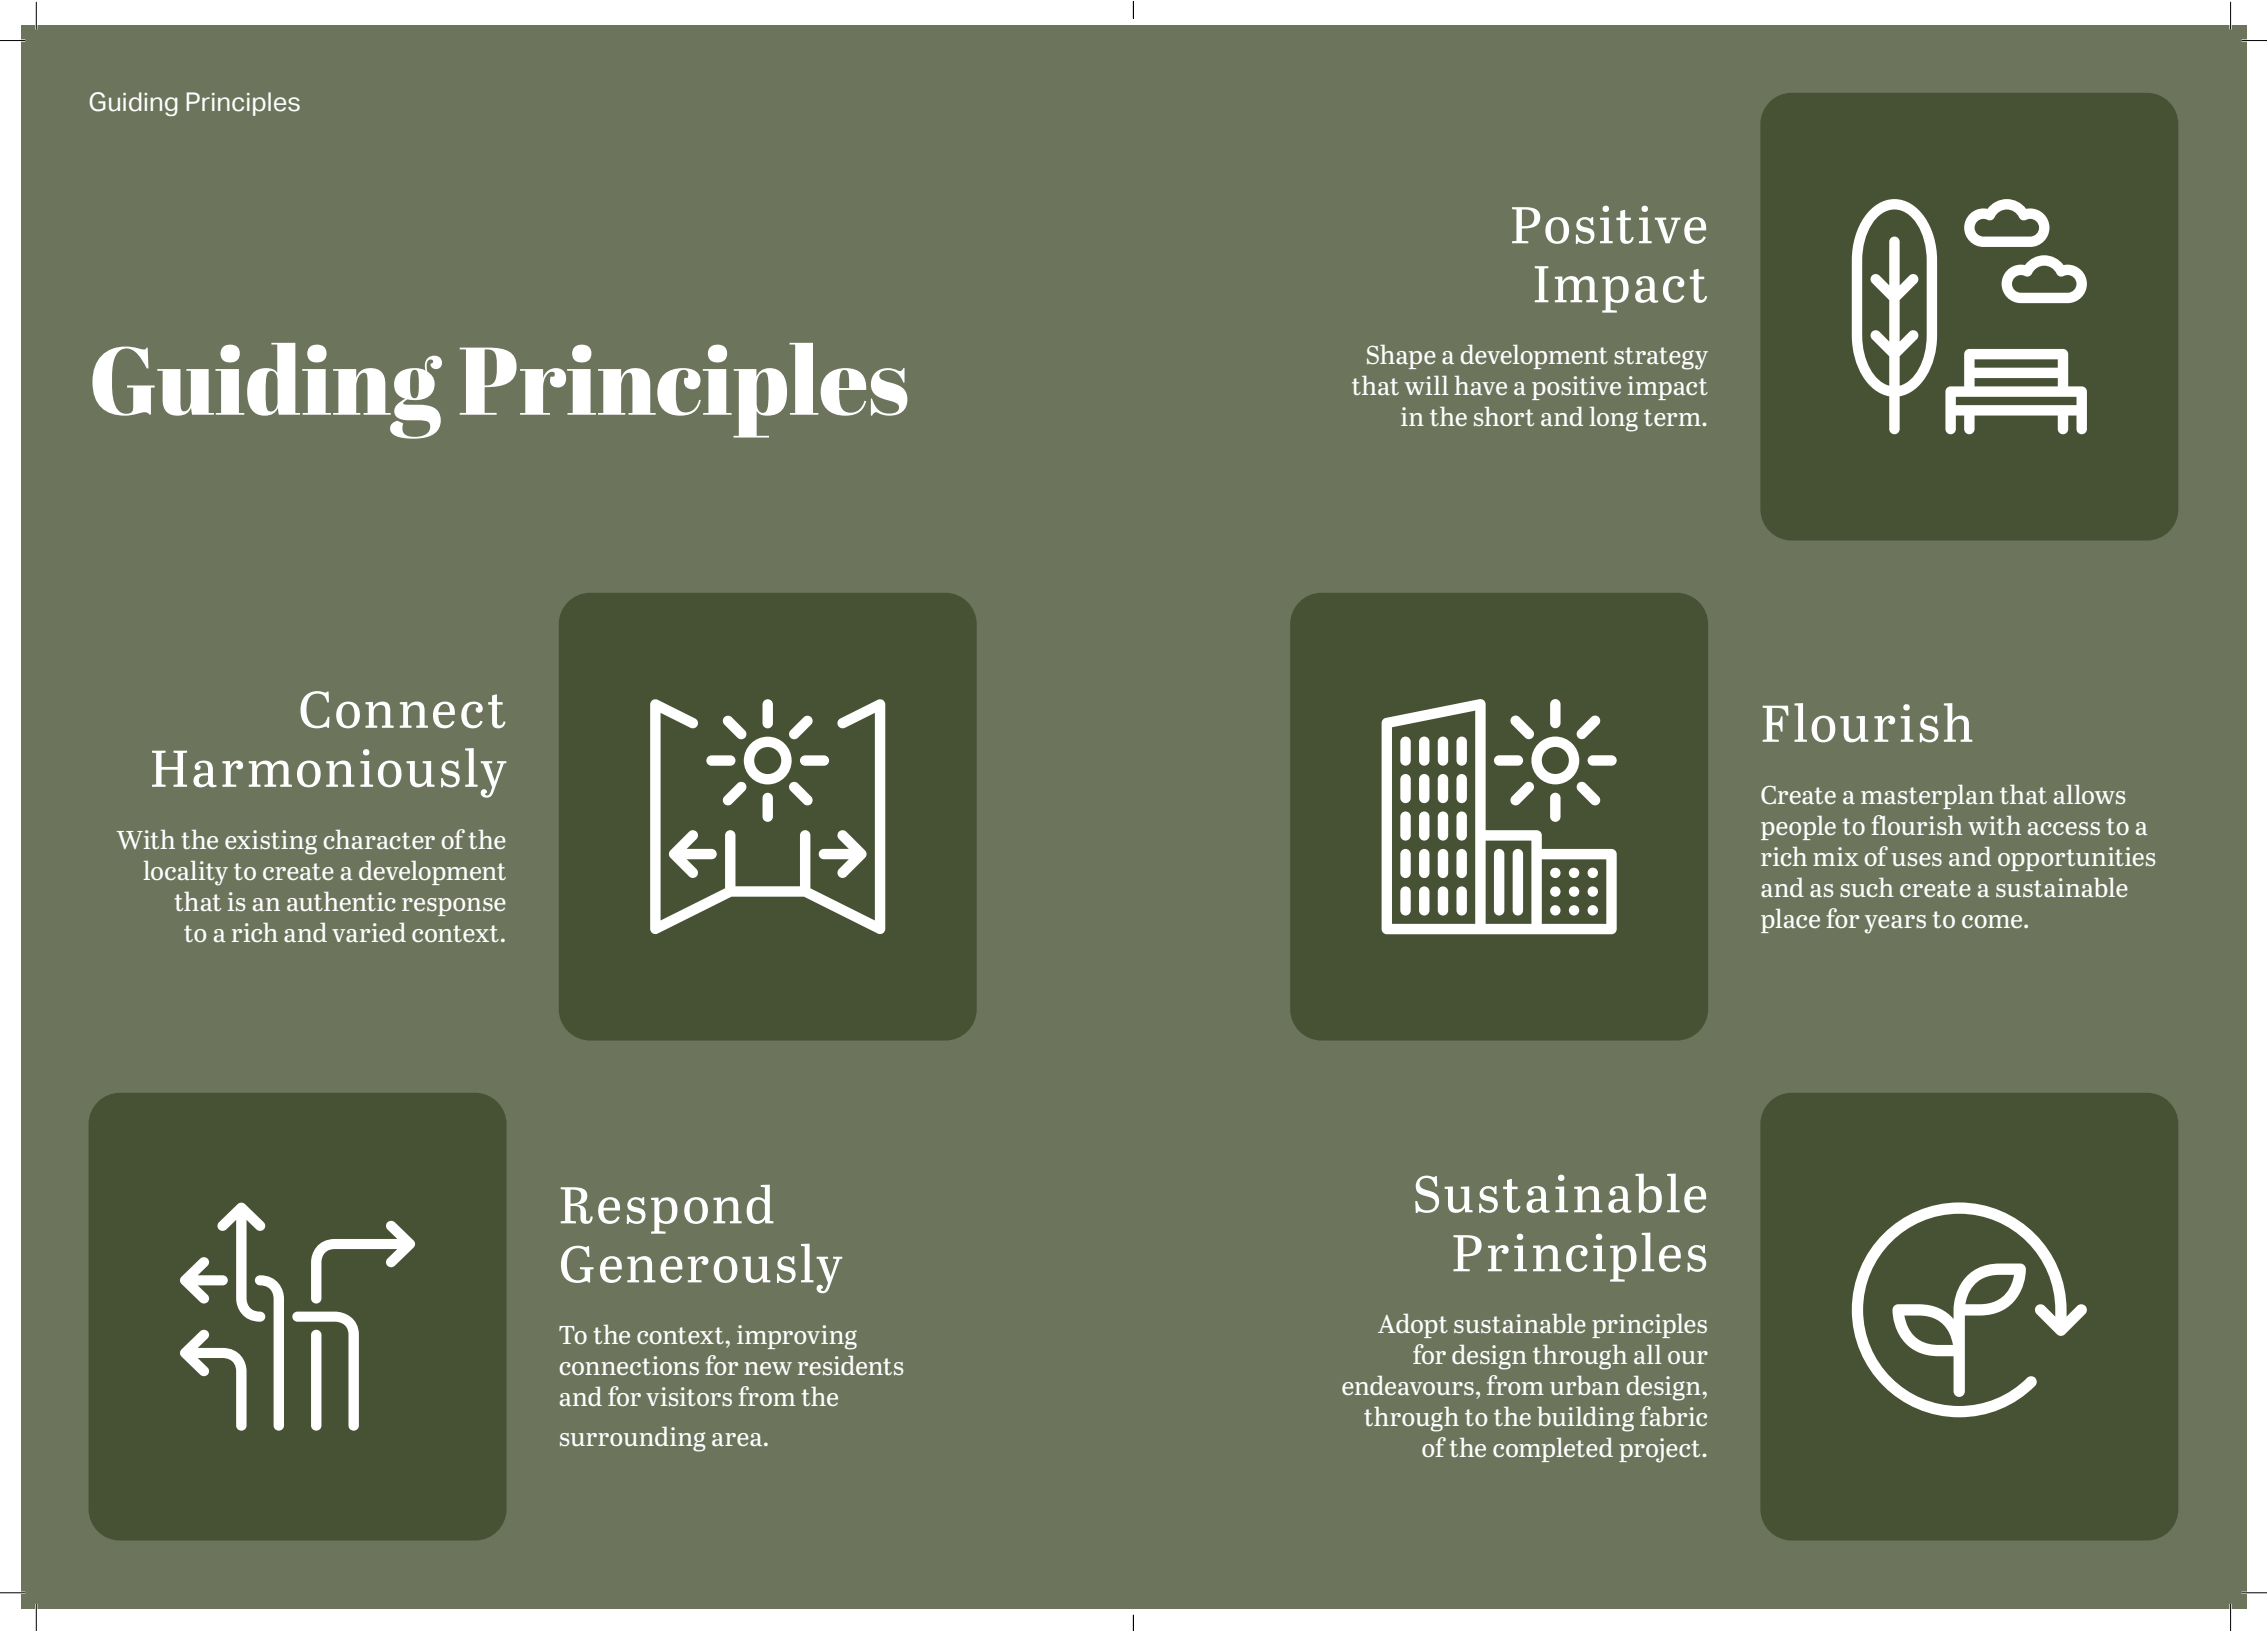 Guiding Principles
Guiding Principles
Connect
Harmoniously
With the existing character of the
locality to create a development
that is an authentic response
to a rich and varied context.
Respond
Generously
To the context, improving
connections for new residents
and for visitors from the
surrounding area.
Positive
Impact
Shape a development strategy
that will have a positive impact
in the short and long term.
Flourish
Create a masterplan that allows
people to flourish with access to a
rich mix of uses and opportunities
and as such create a sustainable
place for years to come.
Sustainable
Principles
Adopt sustainable principles
for design through all our
endeavours, from urban design,
through to the building fabric
of the completed project.